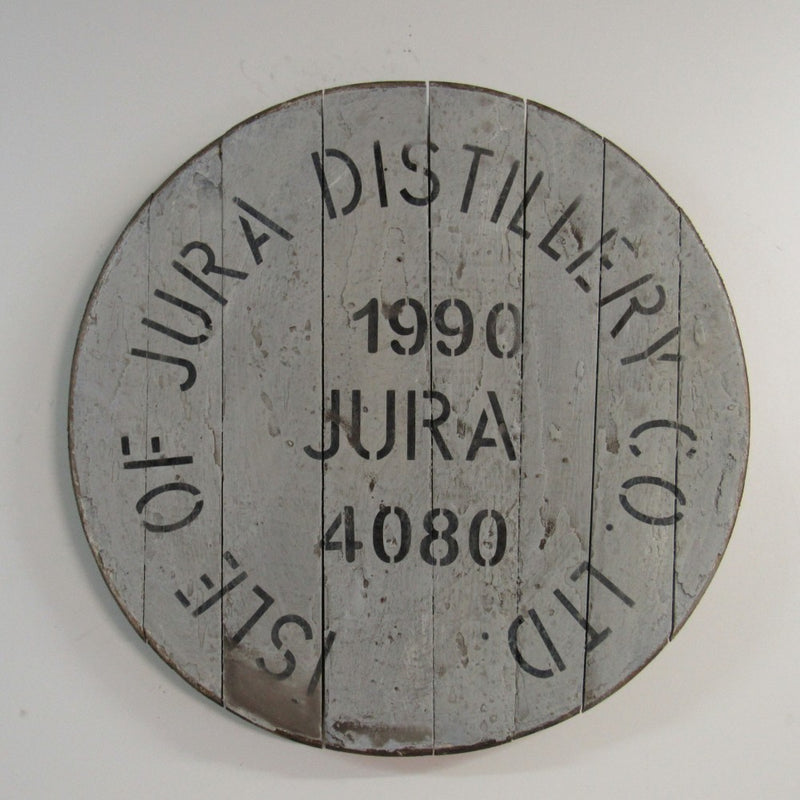 ISLE OF JURA DISTILLERY CO. LTD.
1990
JURA
4080